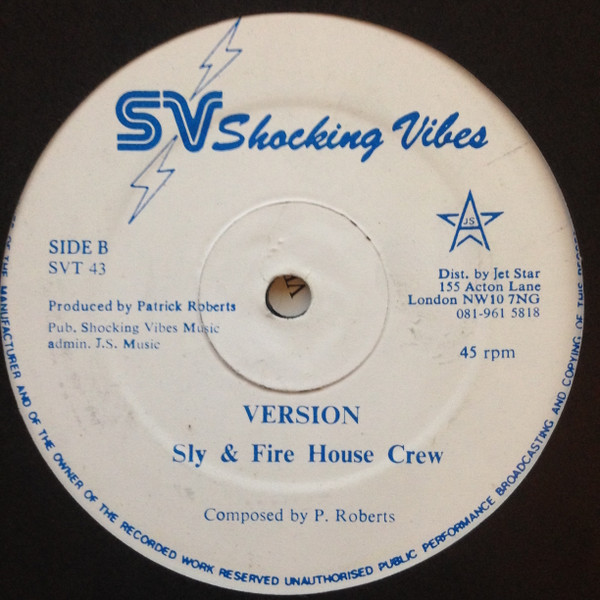 SV Shocking Vibes
SIDE B
SVT 43
JS
Dist. by Jet Star
155 Acton Lane
London NW10 7NG
081-961 5818
Produced by Patrick Roberts
Pub. Shocking Vibes Music
admin. J.S. Music
45 rpm
VERSION
Sly & Fire House Crew
Composed by P. Roberts
OF THE MANUFACTURER AND OF THE OWNER OF THE RECORDED WORK RESERVED UNAUTHORISED PUBLIC PERFORMANCE BROADCASTING AND COPYING OF THIS RECORD